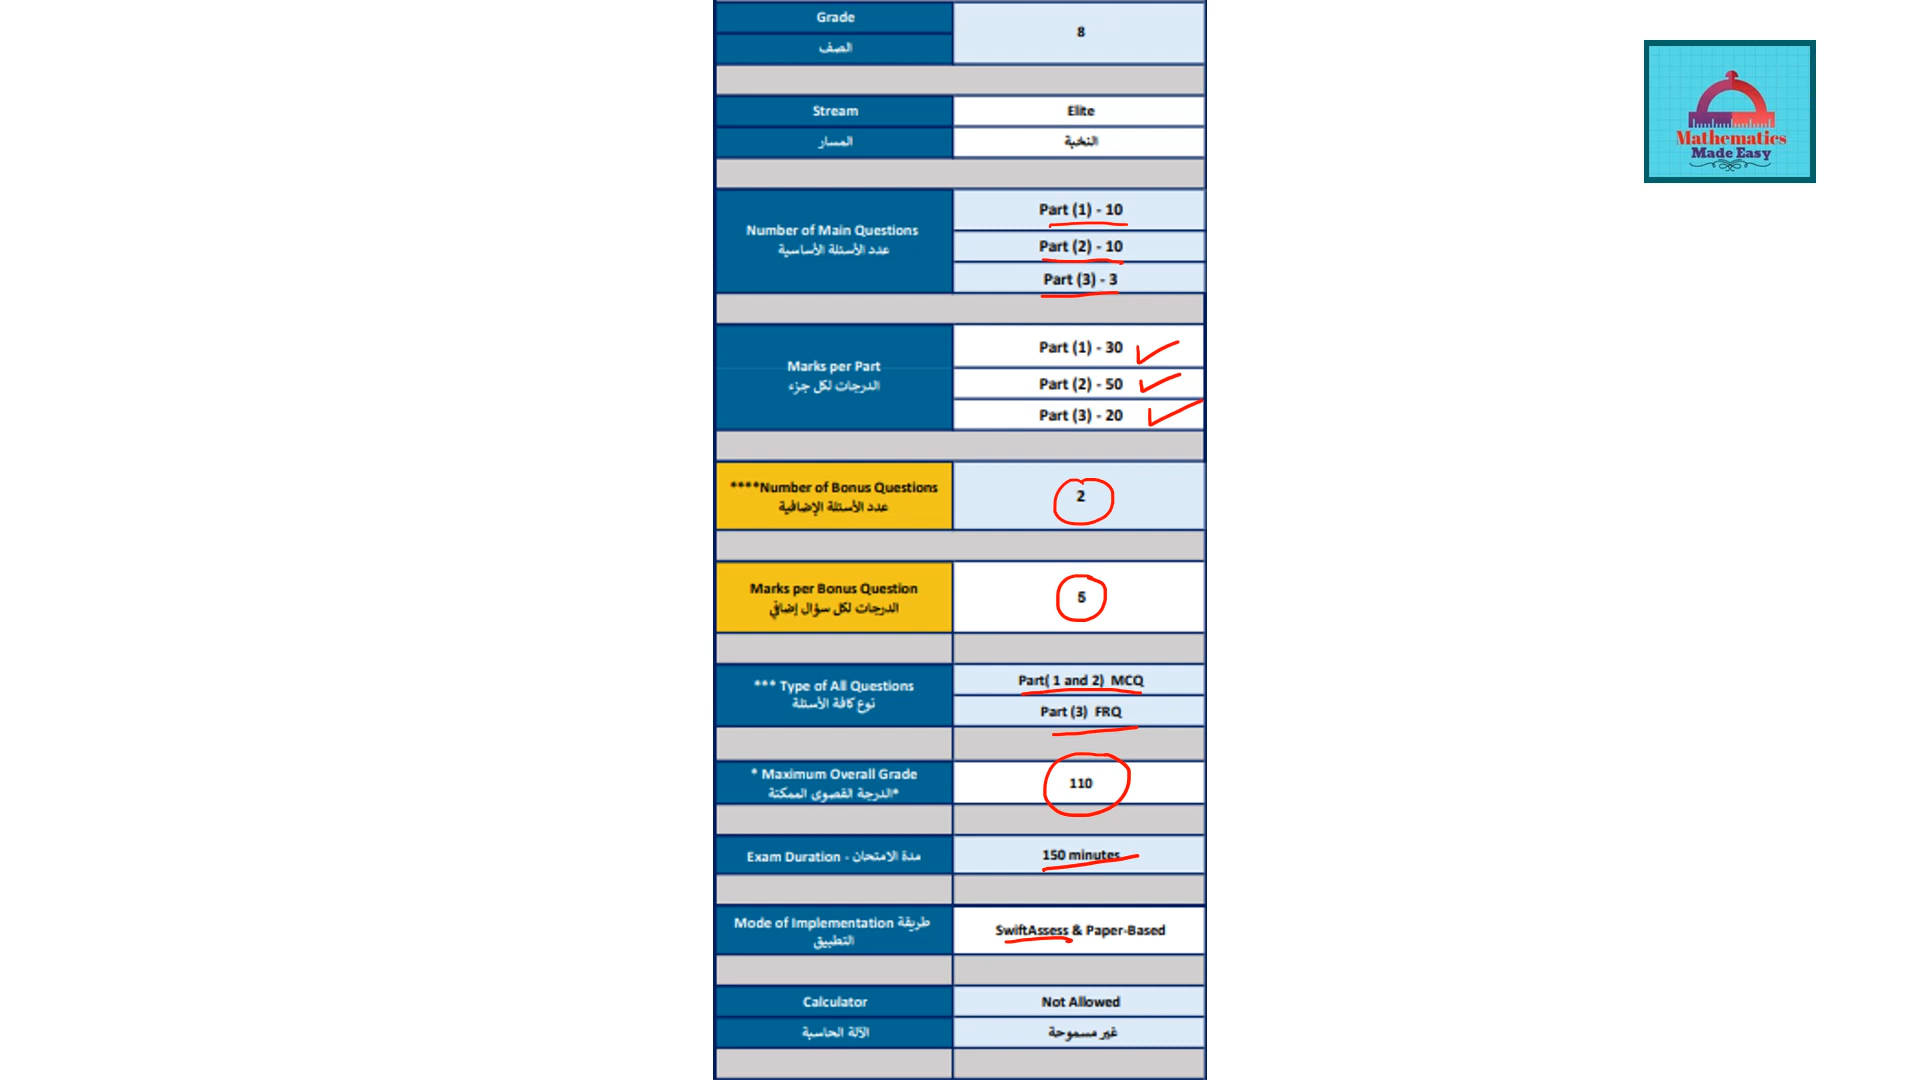 Grade
الصف
8
Stream
المسار
Elite
النخبة
Number of Main Questions
عدد الأسئلة الأساسية
Part (1) - 10
Part (2) - 10
Part (3) - 3
Marks per Part
الدرجات لكل جزء
Part (1) - 30
Part (2) - 50
Part (3) - 20
****Number of Bonus Questions
عدد الأسئلة الإضافية
2
Marks per Bonus Question
الدرجات لكل سؤال إضافي
5
*** Type of All Questions
نوع كافة الأسئلة
Part( 1 and 2) MCQ
Part (3) FRQ
* Maximum Overall Grade
*الدرجة القصوى الممكنة
110
Exam Duration - مدة الامتحان
150 minutes
Mode of Implementation طريقة
التطبيق
SwiftAssess & Paper-Based
Calculator
الآلة الحاسبة
Not Allowed
غير مسموحة
Mathematics
Made Easy